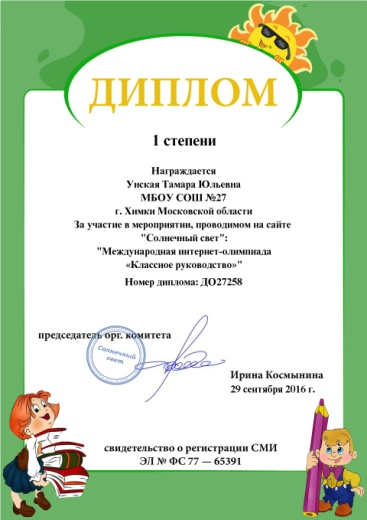 ДИПЛОМ
1 степени
Награждается
Унская Тамара Юльевна
МБОУ СОШ №27
г. Химки Московской области
За участие в мероприятии, проводимом на сайте
"Солнечный свет":
"Международная интернет-олимпиада
«Классное руководство»"
Номер диплома: ДО27258
председатель орг. комитета
Солнечный
свет
Ирина Космынина
29 сентября 2016 г.
свидетельство о регистрации СМИ
ЭЛ № ФС 77 — 65391